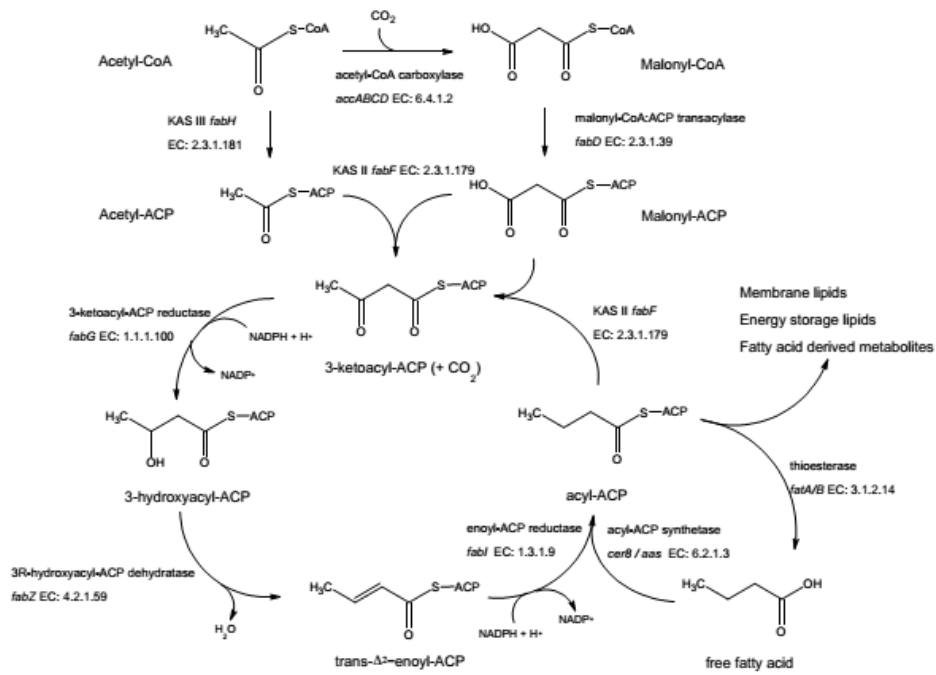 H₃C S-CoA
O
Acetyl-CoA
CO₂
acetyl-CoA carboxylase
accABCD EC: 6.4.1.2
HO S-CoA
O O
Malonyl-CoA
KAS III fabH
EC: 2.3.1.181
malonyl-CoA:ACP transacylase
fabD EC: 2.3.1.39
KAS II fabF EC: 2.3.1.179
H₃C S-ACP
O
Acetyl-ACP
HO S-ACP
O O
Malonyl-ACP
H₃C S-ACP
O O
3-ketoacyl-ACP (+ CO₂)
3-ketoacyl-ACP reductase
fabG EC: 1.1.1.100
NADPH + H+
NADP+
KAS II fabF
EC: 2.3.1.179
Membrane lipids
Energy storage lipids
Fatty acid derived metabolites
H₃C S-ACP
OH O
3-hydroxyacyl-ACP
H₃C S-ACP
O
acyl-ACP
thioesterase
fatA/B EC: 3.1.2.14
enoyl-ACP reductase
fabI EC: 1.3.1.9
acyl-ACP synthetase
cer8 / aas EC: 6.2.1.3
3R-hydroxyacyl-ACP dehydratase
fabZ EC: 4.2.1.59
H₂O
H₃C S-ACP
O
trans-Δ²-enoyl-ACP
NADPH + H+
NADP+
H₃C OH
O
free fatty acid